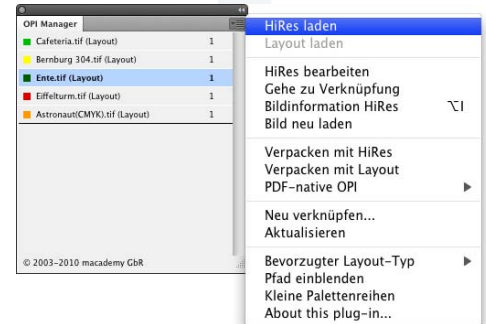 OPI Manager
Cafeteria.tif (Layout) 1
Bernburg 304.tif (Layout) 1
Ente.tif (Layout) 1
Eiffelturm.tif (Layout) 1
Astronaut(CMYK).tif (Layout) 1
© 2003–2010 macademy GbR
HiRes laden
Layout laden
HiRes bearbeiten
Gehe zu Verknüpfung
Bildinformation HiRes ⌥I
Bild neu laden
Verpacken mit HiRes
Verpacken mit Layout
PDF-native OPI
Neu verknüpfen...
Aktualisieren
Bevorzugter Layout-Typ
Pfad einblenden
Kleine Palettenreihen
About this plug-in...